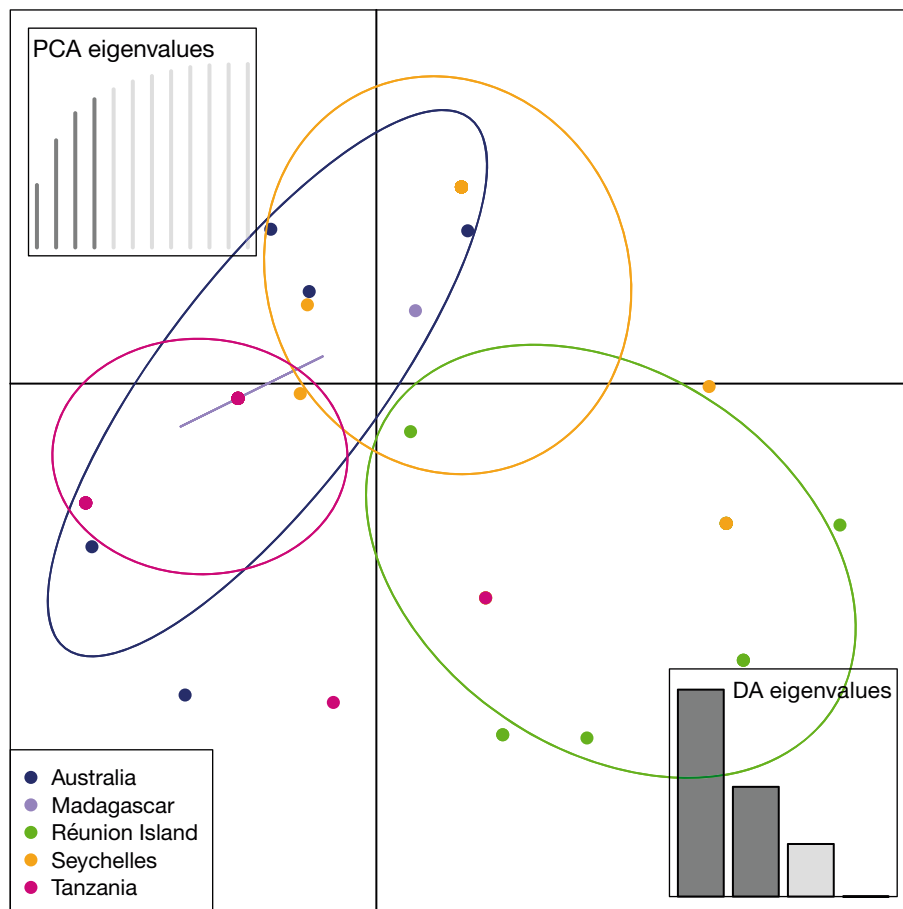 PCA eigenvalues
DA eigenvalues
Australia
Madagascar
Réunion Island
Seychelles
Tanzania